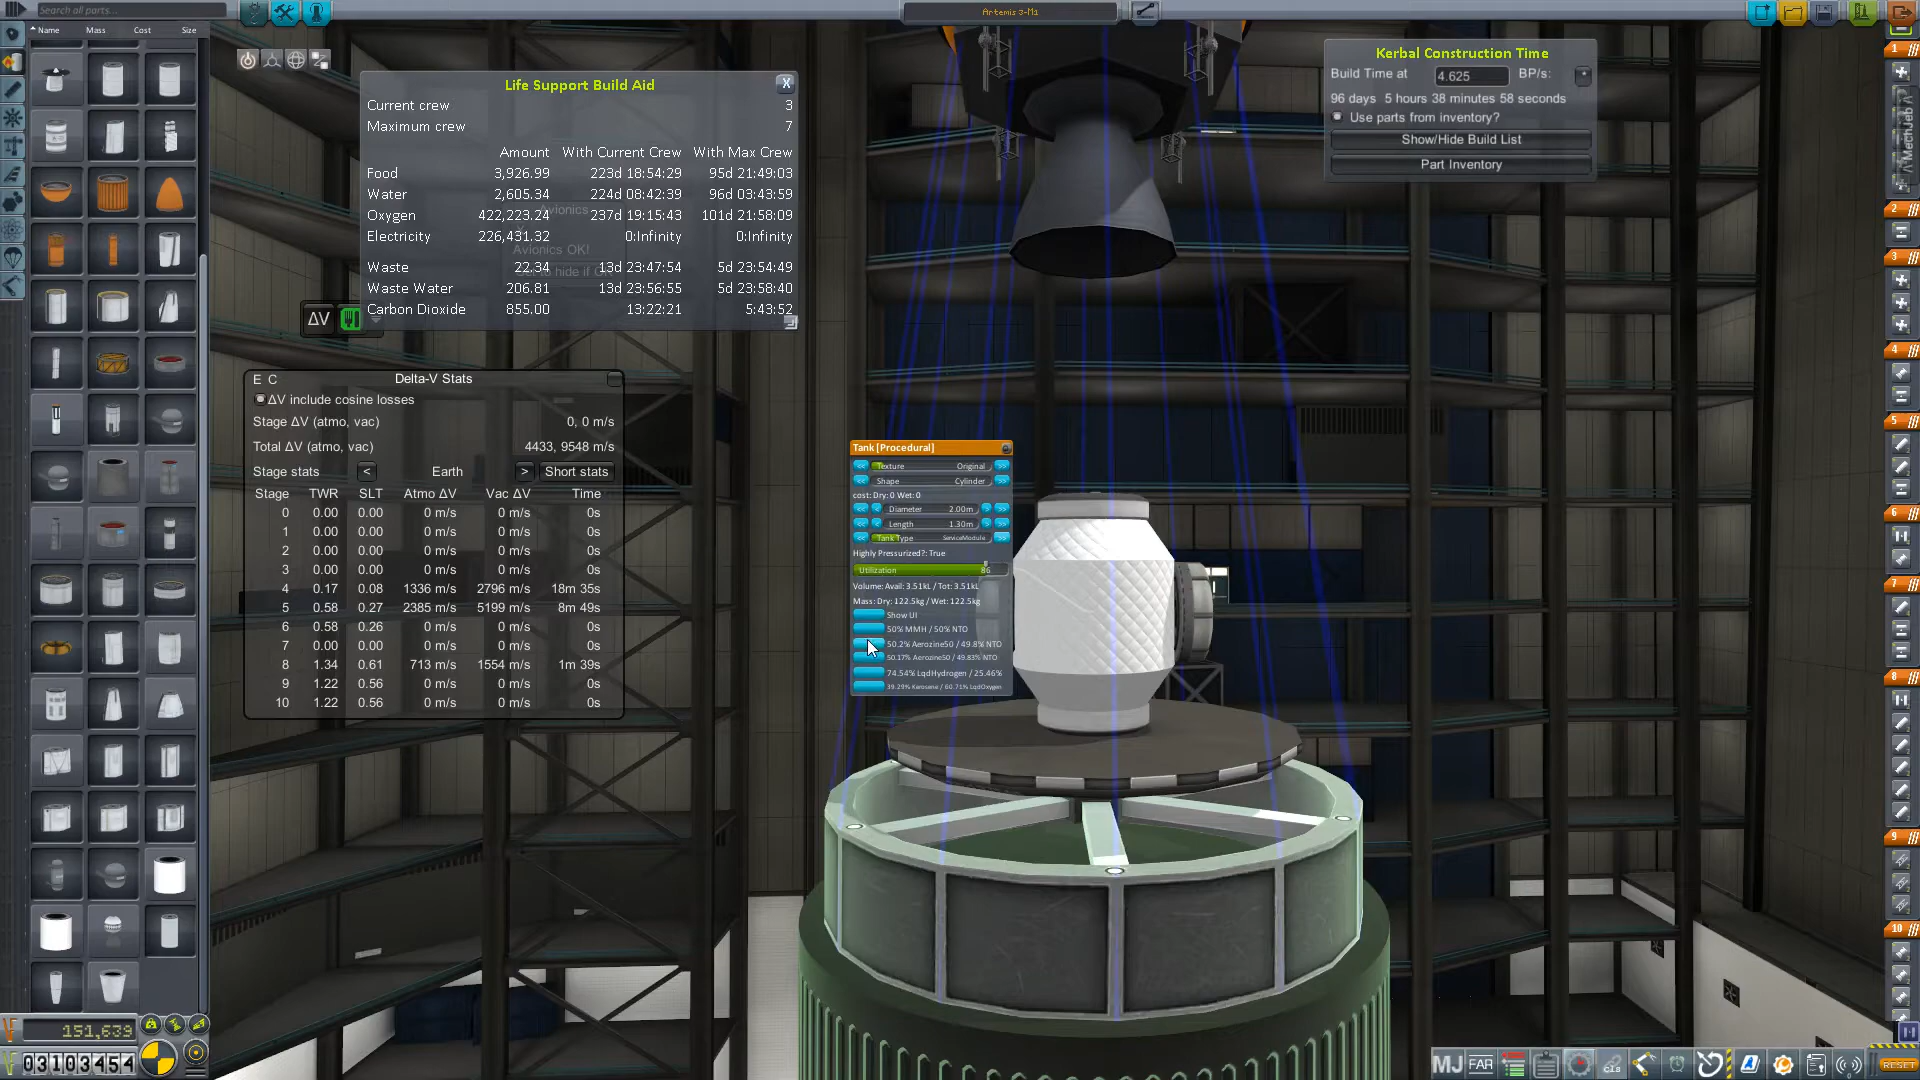 Search all parts...
Artemis 3-M1
Name Mass Cost Size
Life Support Build Aid
X
Current crew 3
Maximum crew 7
Amount With Current Crew With Max Crew
Food 3,926.99 223d 18:54:29 95d 21:49:03
Water 2,605.34 224d 08:42:39 96d 03:43:59
Oxygen 422,223.24 237d 19:15:43 101d 21:58:09
Electricity 226,431.32 0:Infinity 0:Infinity
Waste 22.34 13d 23:47:54 5d 23:54:49
Waste Water 206.81 13d 23:56:55 5d 23:58:40
Carbon Dioxide 855.00 13:22:21 5:43:52
Avionics
Avionics OK!
ΔV
E C Delta-V Stats
ΔV include cosine losses
Stage ΔV (atmo, vac) 0, 0 m/s
Total ΔV (atmo, vac) 4433, 9548 m/s
Stage stats < Earth > Short stats
Stage TWR SLT Atmo ΔV Vac ΔV Time
0 0.00 0.00 0 m/s 0 m/s 0s
1 0.00 0.00 0 m/s 0 m/s 0s
2 0.00 0.00 0 m/s 0 m/s 0s
3 0.00 0.00 0 m/s 0 m/s 0s
4 0.17 0.08 1336 m/s 2796 m/s 18m 35s
5 0.58 0.27 2385 m/s 5199 m/s 8m 49s
6 0.58 0.26 0 m/s 0 m/s 0s
7 0.00 0.00 0 m/s 0 m/s 0s
8 1.34 0.61 713 m/s 1554 m/s 1m 39s
9 1.22 0.56 0 m/s 0 m/s 0s
10 1.22 0.56 0 m/s 0 m/s 0s
Tank [Procedural]
<< Texture Original >>
<< Shape Cylinder >>
cost: Dry: 0 Wet: 0
<< < Diameter 2.00m > >>
<< < Length 1.30m > >>
<< Tank Type ServiceModule >>
Highly Pressurized?: True
Utilization 86
Volume: Avail: 3.51kL / Tot: 3.51kL
Mass: Dry: 122.5kg / Wet: 122.5kg
Show UI
50% MMH / 50% NTO
50.2% Aerozine50 / 49.8% NTO
50.17% Aerozine50 / 49.83% NTO
74.54% LqdHydrogen / 25.46%
39.29% Kerosene / 60.71% LqdOxygen
Kerbal Construction Time
Build Time at 4.625 BP/s: *
96 days 5 hours 38 minutes 58 seconds
Use parts from inventory?
Show/Hide Build List
Part Inventory
MechJeb
1
2
3
4
5
6
7
8
9
10
151,639
03103454
MJ FAR cls
RESET